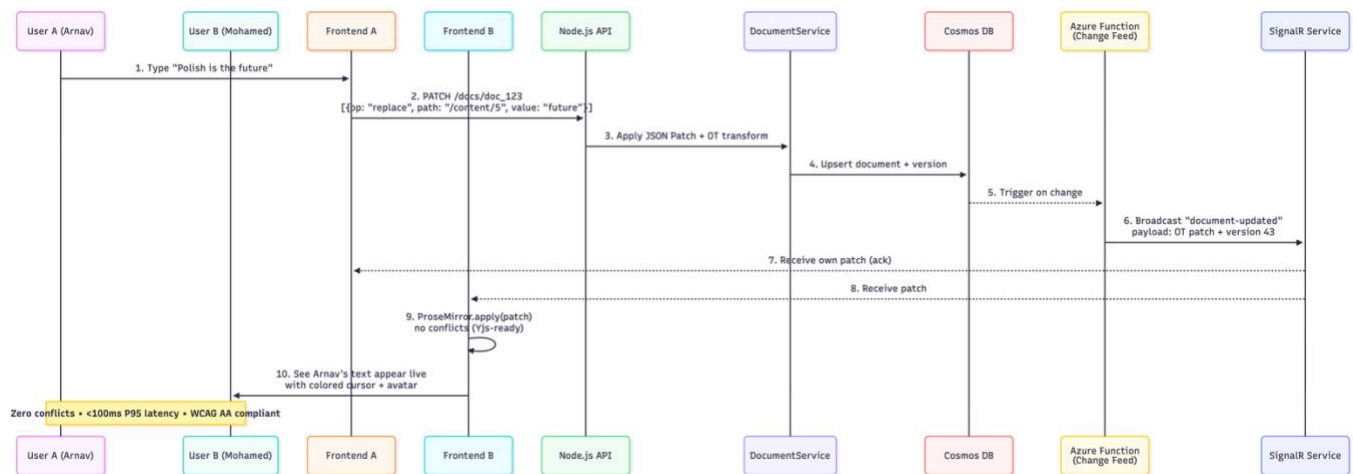 User A (Arnav)
User B (Mohamed)
Frontend A
Frontend B
Node.js API
DocumentService
Cosmos DB
Azure Function
(Change Feed)
SignalR Service
1. Type "Polish is the future"
2. PATCH /docs/doc_123
[{op: "replace", path: "/content/5", value: "future"}]
3. Apply JSON Patch + OT transform
4. Upsert document + version
5. Trigger on change
6. Broadcast "document-updated"
payload: OT patch + version 43
7. Receive own patch (ack)
8. Receive patch
9. ProseMirror.apply(patch)
no conflicts (Yjs-ready)
10. See Arnav's text appear live
with colored cursor + avatar
Zero conflicts • <100ms P95 latency • WCAG AA compliant
User A (Arnav)
User B (Mohamed)
Frontend A
Frontend B
Node.js API
DocumentService
Cosmos DB
Azure Function
(Change Feed)
SignalR Service